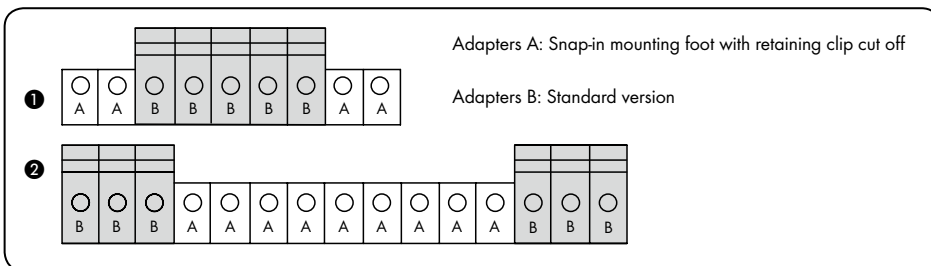 Adapters A: Snap-in mounting foot with retaining clip cut off
Adapters B: Standard version
❶ A A B B B B B A A
❷ B B B A A A A A A A A A B B B